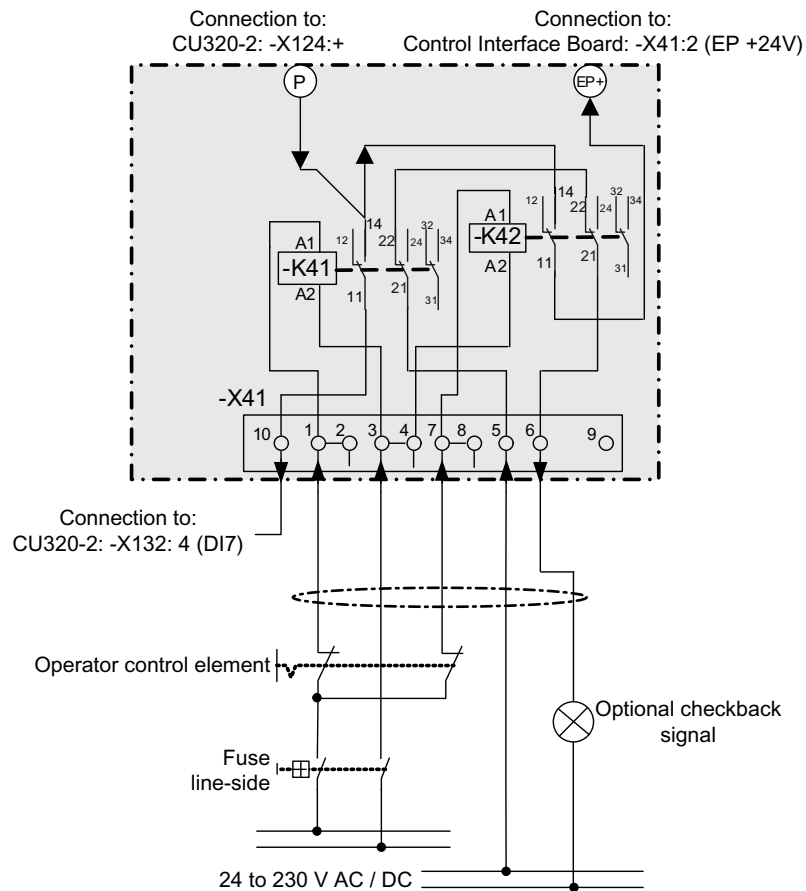 Connection to:
CU320-2: -X124:+
Connection to:
Control Interface Board: -X41:2 (EP +24V)
P
EP+
14
12
22
24
32
34
A1
-K41
A2
11
21
31
14
12
22
24
32
34
A1
-K42
A2
11
21
31
-X41
10
1
2
3
4
7
8
5
6
9
Connection to:
CU320-2: -X132: 4 (DI7)
Operator control element
Optional checkback
signal
Fuse
line-side
24 to 230 V AC / DC